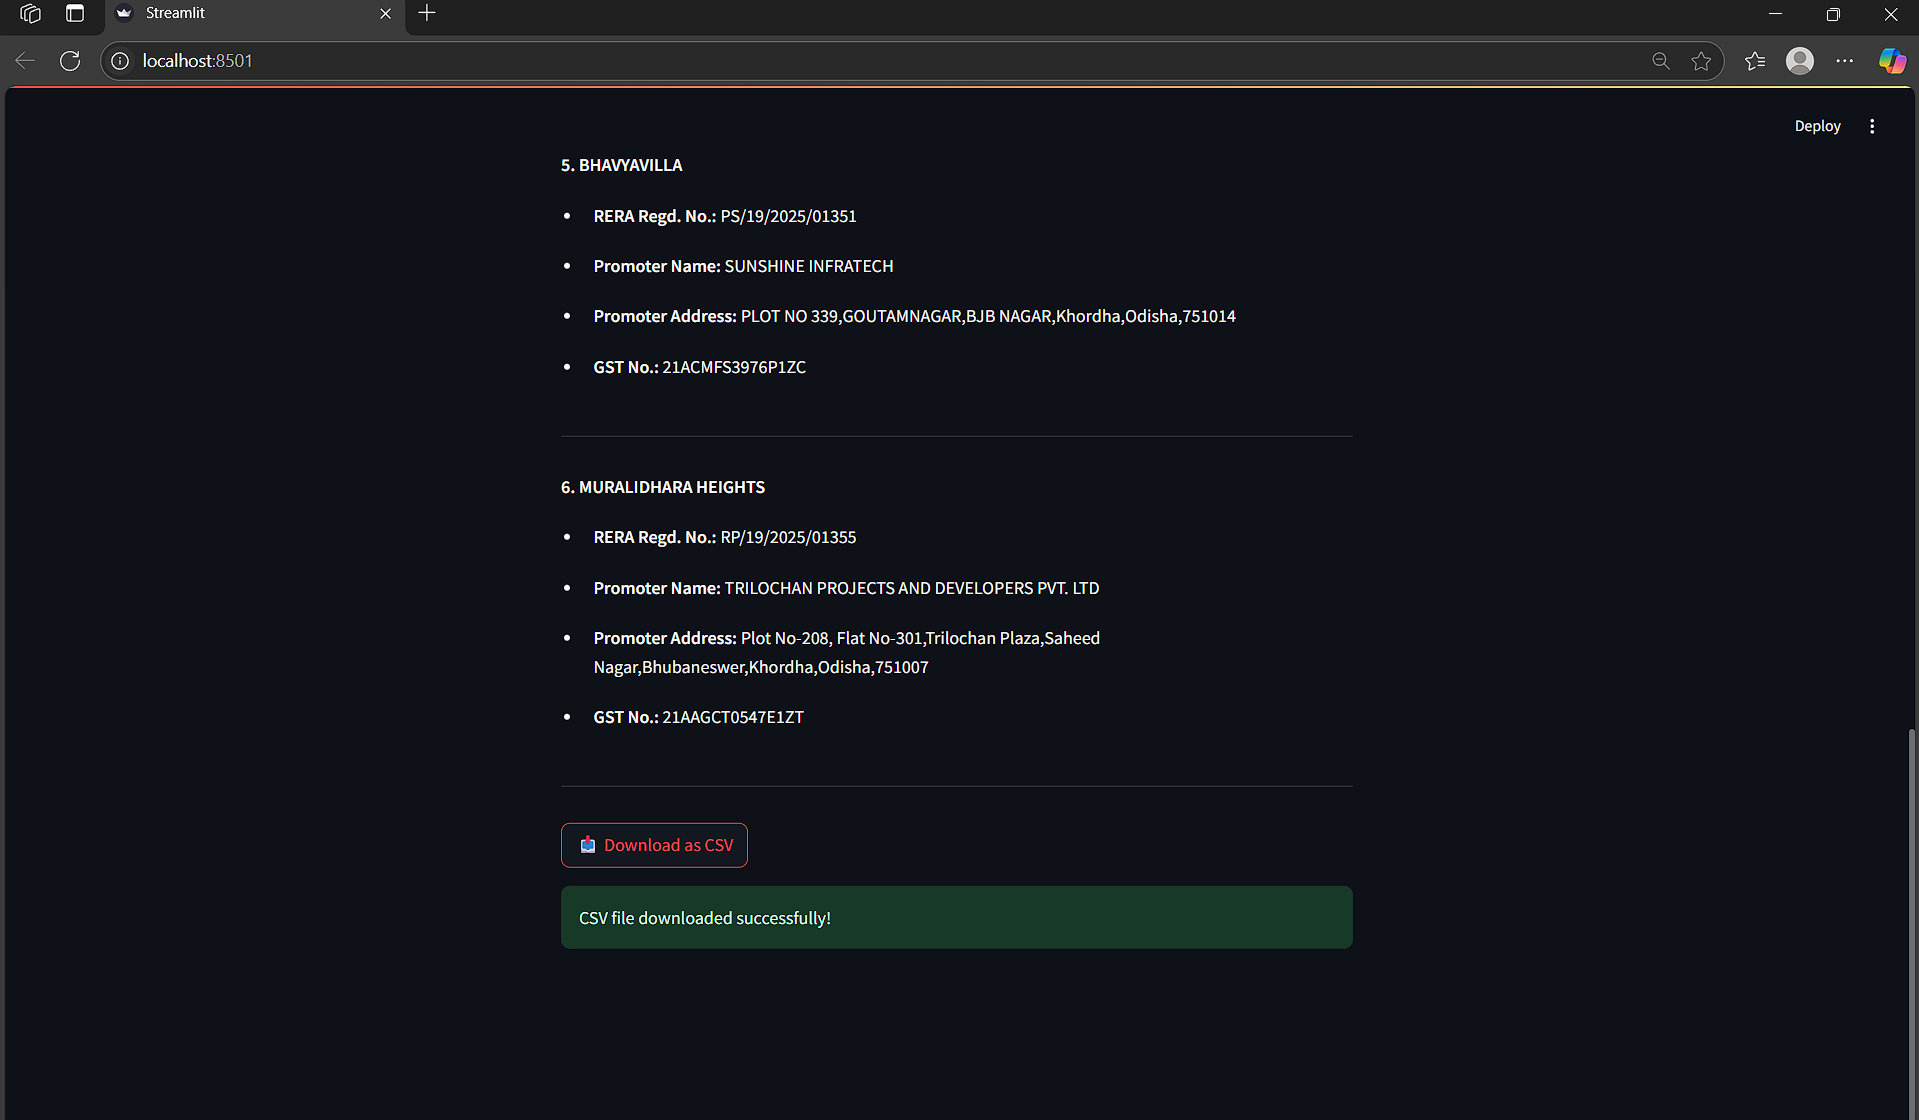 Streamlit
localhost:8501
Deploy
5. BHAVYAVILLA
• RERA Regd. No.: PS/19/2025/01351
• Promoter Name: SUNSHINE INFRATECH
• Promoter Address: PLOT NO 339,GOUTAMNAGAR,BJB NAGAR,Khordha,Odisha,751014
• GST No.: 21ACMFS3976P1ZC
6. MURALIDHARA HEIGHTS
• RERA Regd. No.: RP/19/2025/01355
• Promoter Name: TRILOCHAN PROJECTS AND DEVELOPERS PVT. LTD
• Promoter Address: Plot No-208, Flat No-301,Trilochan Plaza,Saheed
Nagar,Bhubaneswer,Khordha,Odisha,751007
• GST No.: 21AAGCT0547E1ZT
Download as CSV
CSV file downloaded successfully!